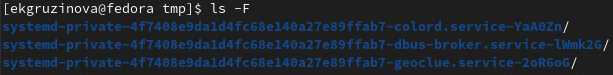 [ekgruzinova@fedora tmp]$ ls -F
systemd-private-4f7408e9da1d4fc68e140a27e89ffab7-colord.service-YaA0Zn/
systemd-private-4f7408e9da1d4fc68e140a27e89ffab7-dbus-broker.service-lWmk2G/
systemd-private-4f7408e9da1d4fc68e140a27e89ffab7-geoclue.service-2oR6oG/